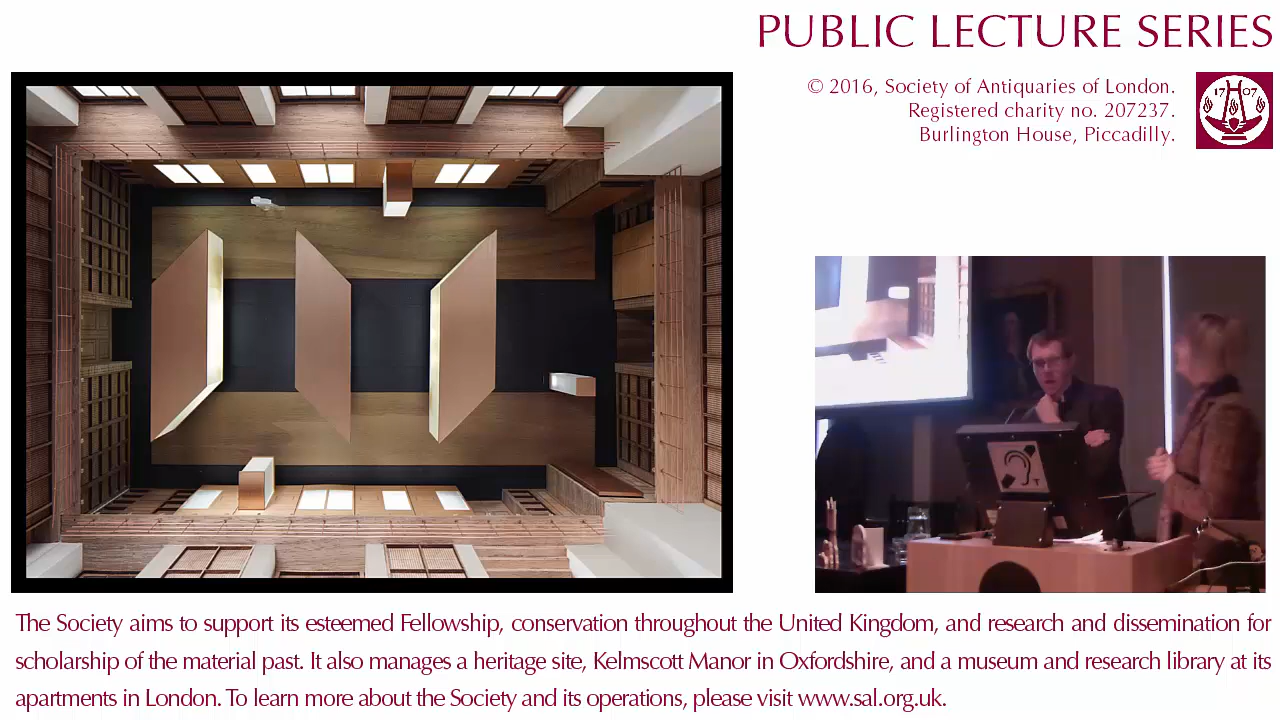 PUBLIC LECTURE SERIES
© 2016, Society of Antiquaries of London.
Registered charity no. 207237.
Burlington House, Piccadilly.
17 07
T
The Society aims to support its esteemed Fellowship, conservation throughout the United Kingdom, and research and dissemination for
scholarship of the material past. It also manages a heritage site, Kelmscott Manor in Oxfordshire, and a museum and research library at its
apartments in London. To learn more about the Society and its operations, please visit www.sal.org.uk.